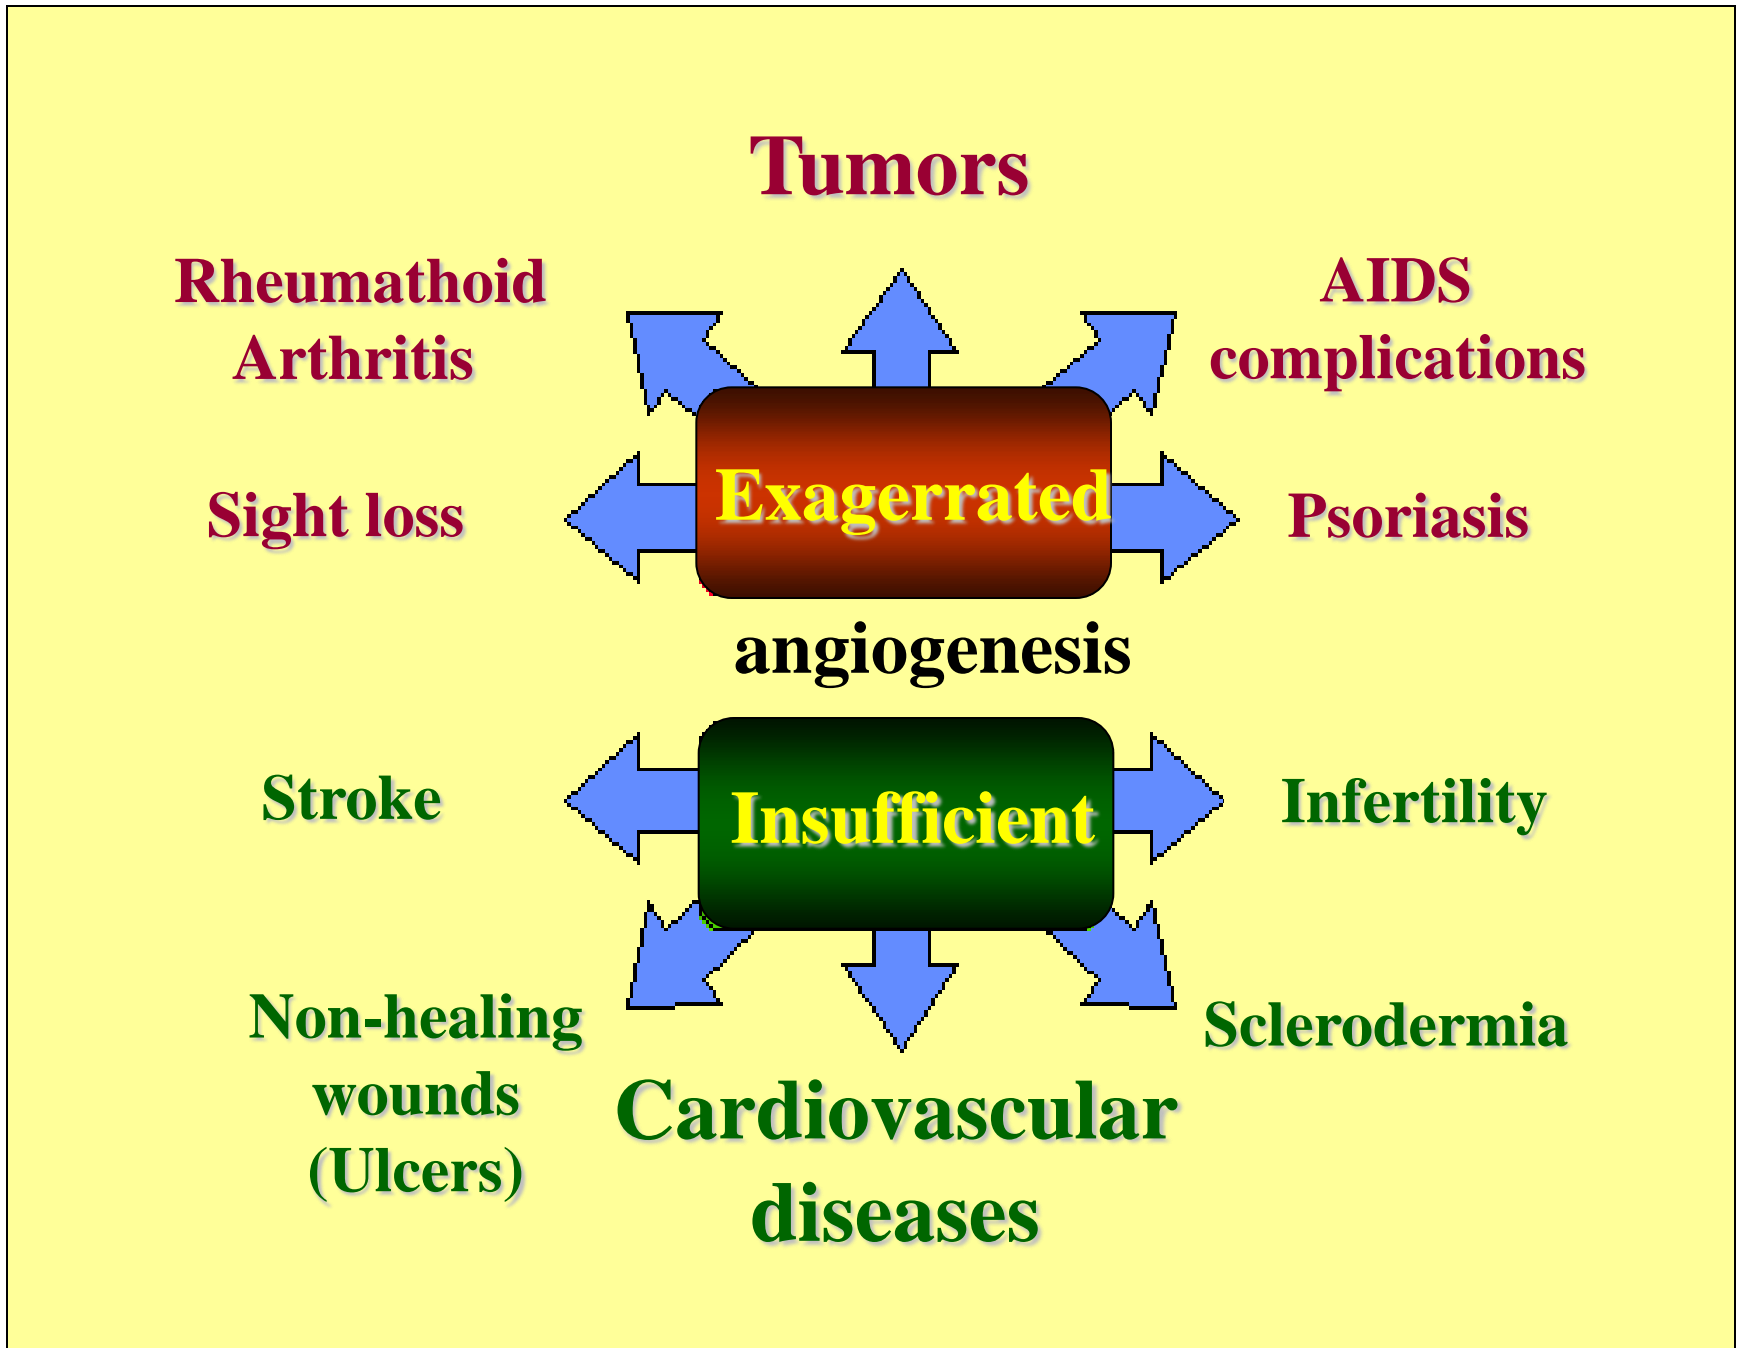 Tumors
Rheumathoid
Arthritis
AIDS
complications
Sight loss
Exagerrated
Psoriasis
angiogenesis
Stroke
Insufficient
Infertility
Non-healing
wounds
(Ulcers)
Sclerodermia
Cardiovascular
diseases